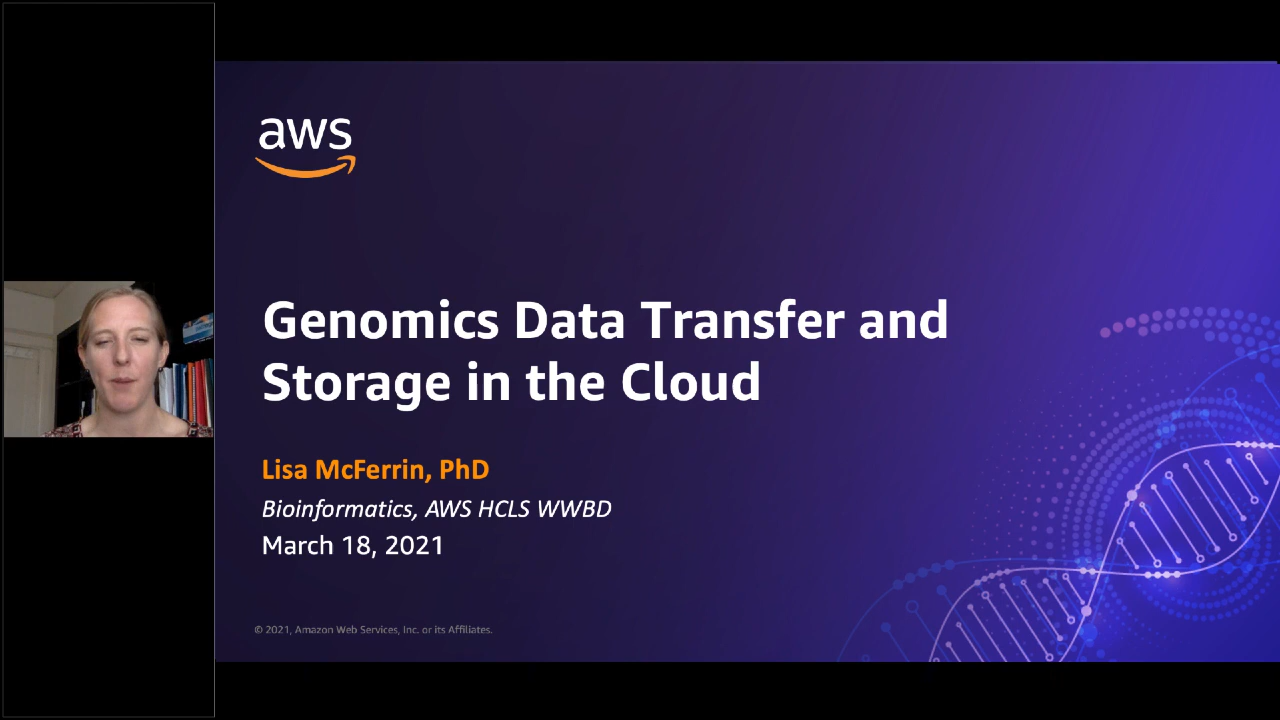 aws
Genomics Data Transfer and
Storage in the Cloud
Lisa McFerrin, PhD
Bioinformatics, AWS HCLS WWBD
March 18, 2021
© 2021, Amazon Web Services, Inc. or its Affiliates.